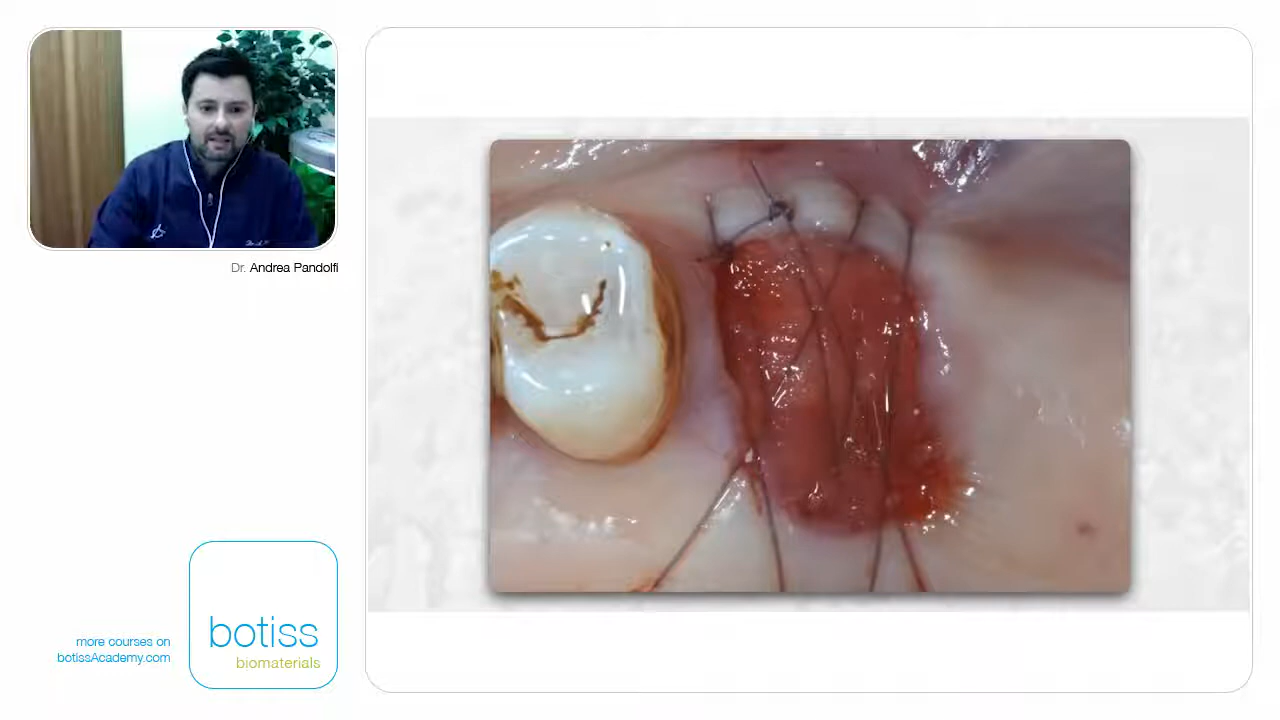 Dr. Andrea Pandolfi
more courses on
botissAcademy.com
botiss
biomaterials